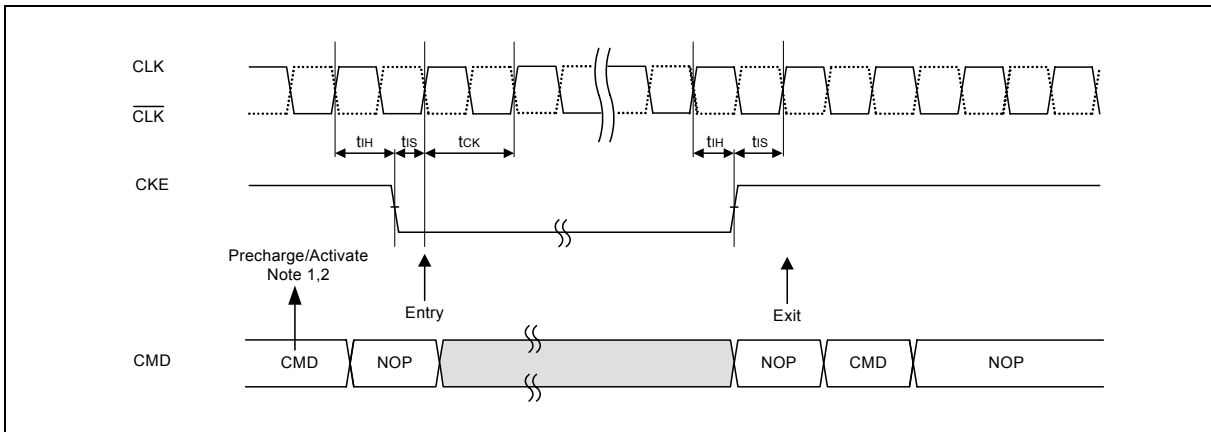 CLK
CLK
tIH tIS tCK tIH tIS
CKE
Precharge/Activate
Note 1,2
Entry
Exit
CMD CMD NOP NOP CMD NOP